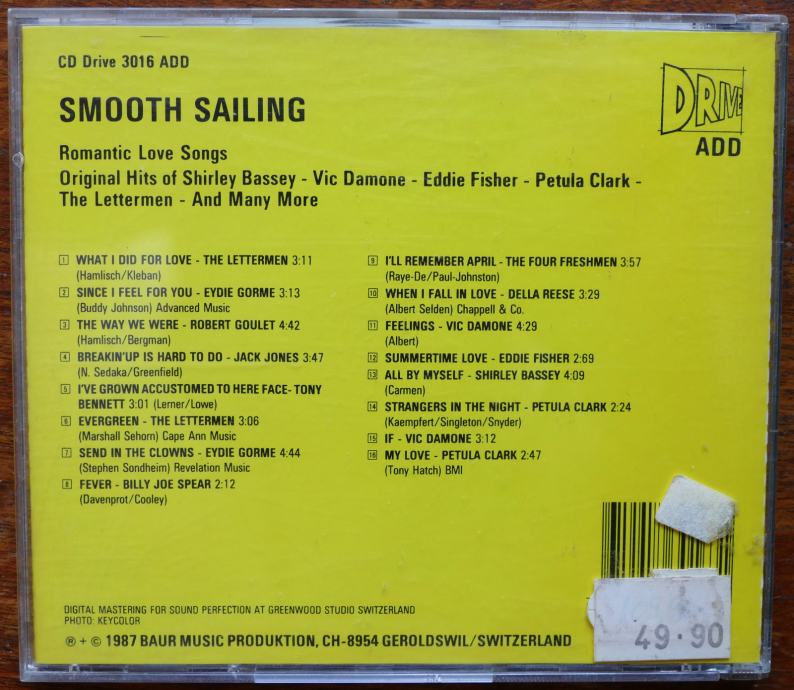 CD Drive 3016 ADD
SMOOTH SAILING
DRIVE
ADD
Romantic Love Songs
Original Hits of Shirley Bassey - Vic Damone - Eddie Fisher - Petula Clark -
The Lettermen - And Many More
1 WHAT I DID FOR LOVE - THE LETTERMEN 3:11
(Hamlisch/Kleban)
2 SINCE I FEEL FOR YOU - EYDIE GORME 3:13
(Buddy Johnson) Advanced Music
3 THE WAY WE WERE - ROBERT GOULET 4:42
(Hamlisch/Bergman)
4 BREAKIN'UP IS HARD TO DO - JACK JONES 3:47
(N. Sedaka/Greenfield)
5 I'VE GROWN ACCUSTOMED TO HERE FACE- TONY
BENNETT 3:01 (Lerner/Lowe)
6 EVERGREEN - THE LETTERMEN 3:06
(Marshall Sehorn) Cape Ann Music
7 SEND IN THE CLOWNS - EYDIE GORME 4:44
(Stephen Sondheim) Revelation Music
8 FEVER - BILLY JOE SPEAR 2:12
(Davenprot/Cooley)
9 I'LL REMEMBER APRIL - THE FOUR FRESHMEN 3:57
(Raye-De/Paul-Johnston)
10 WHEN I FALL IN LOVE - DELLA REESE 3:29
(Albert Selden) Chappell & Co.
11 FEELINGS - VIC DAMONE 4:29
(Albert)
12 SUMMERTIME LOVE - EDDIE FISHER 2:69
13 ALL BY MYSELF - SHIRLEY BASSEY 4:09
(Carmen)
14 STRANGERS IN THE NIGHT - PETULA CLARK 2:24
(Kaempfert/Singleton/Snyder)
15 IF - VIC DAMONE 3:12
16 MY LOVE - PETULA CLARK 2:47
(Tony Hatch) BMI
DIGITAL MASTERING FOR SOUND PERFECTION AT GREENWOOD STUDIO SWITZERLAND
PHOTO: KEYCOLOR
® + © 1987 BAUR MUSIC PRODUKTION, CH-8954 GEROLDSWIL/SWITZERLAND
49·90